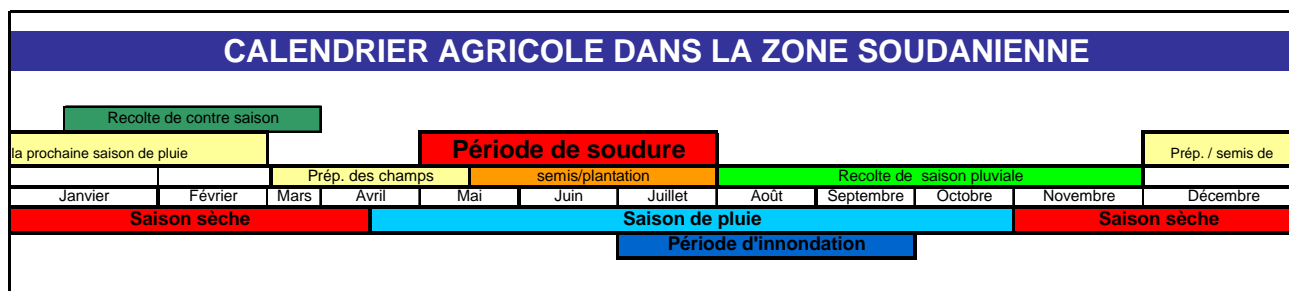 CALENDRIER AGRICOLE DANS LA ZONE SOUDANIENNE
Recolte de contre saison
la prochaine saison de pluie Période de soudure Prép. / semis de
Prép. des champs semis/plantation Recolte de saison pluviale
Janvier Février Mars Avril Mai Juin Juillet Août Septembre Octobre Novembre Décembre
Saison sèche Saison de pluie Saison sèche
Période d'innondation